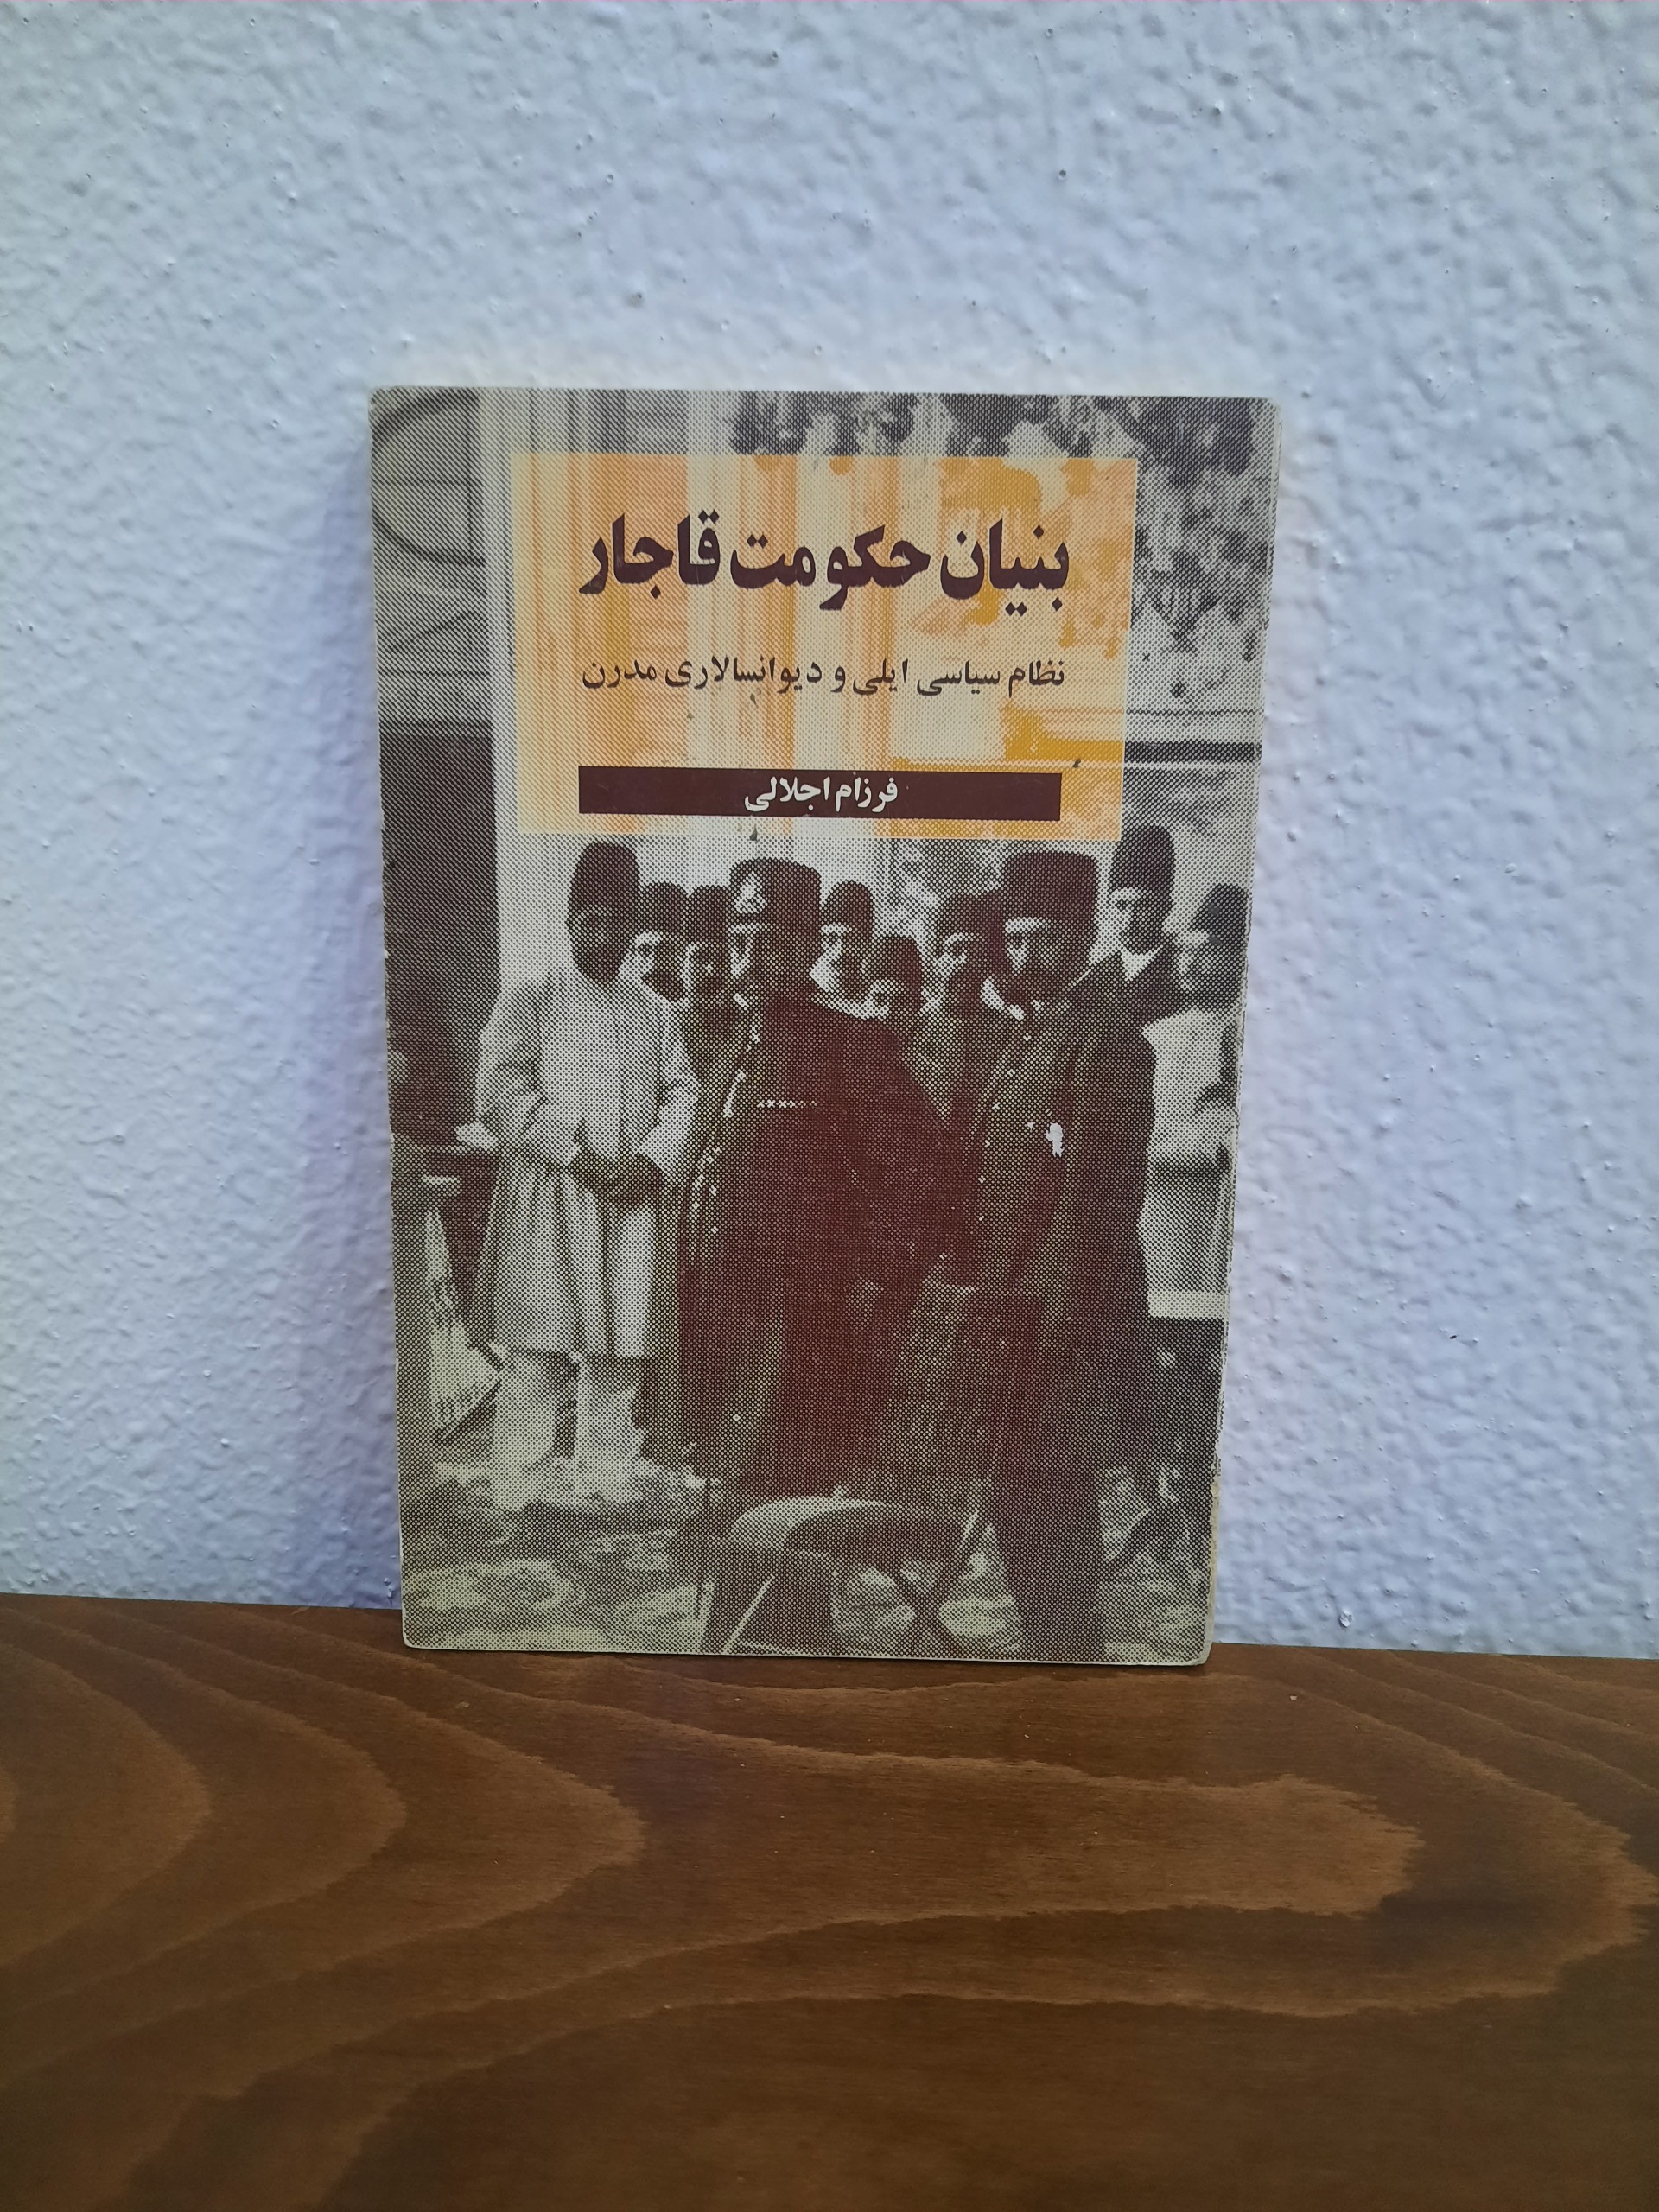 بنیان حکومت قاجار
نظام سیاسی ایلی و دیوانسالاری مدرن
فرزام اجلالی